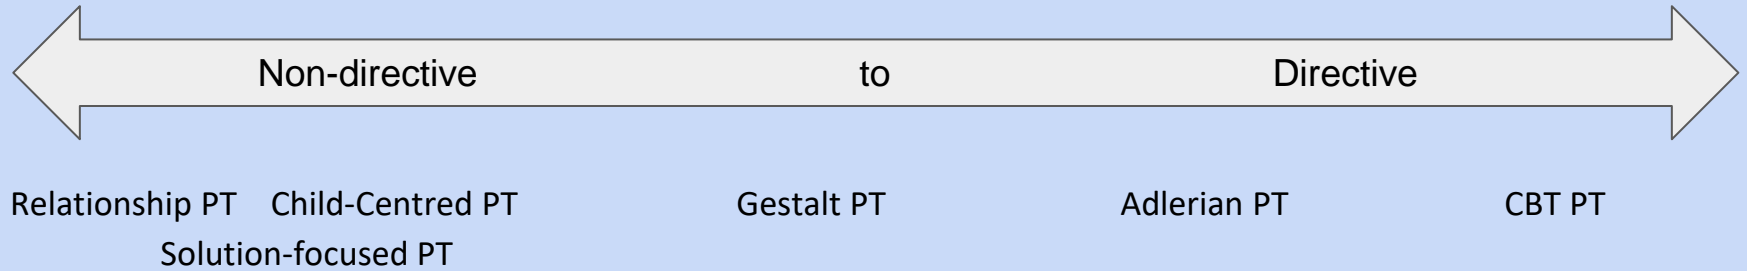 Non-directive to Directive
Relationship PT Child-Centred PT Gestalt PT Adlerian PT CBT PT
Solution-focused PT